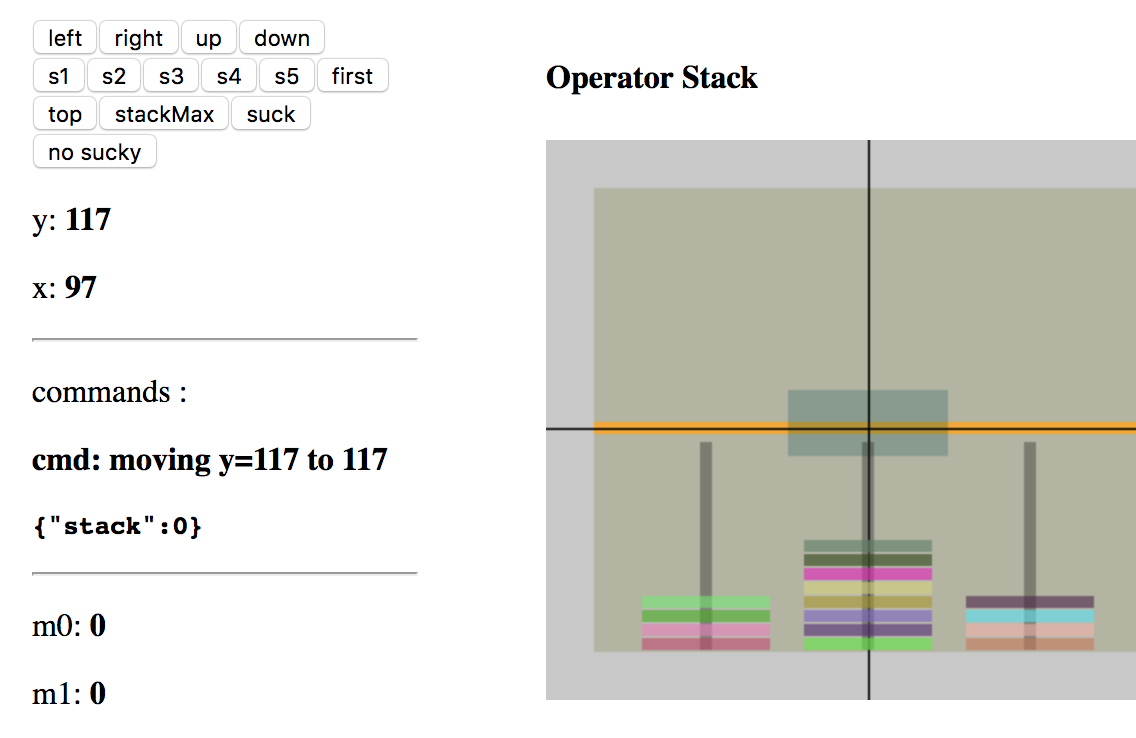 left right up down
s1 s2 s3 s4 s5 first
top stackMax suck
no sucky
y: 117
x: 97
commands :
cmd: moving y=117 to 117
{"stack":0}
m0: 0
m1: 0
Operator Stack